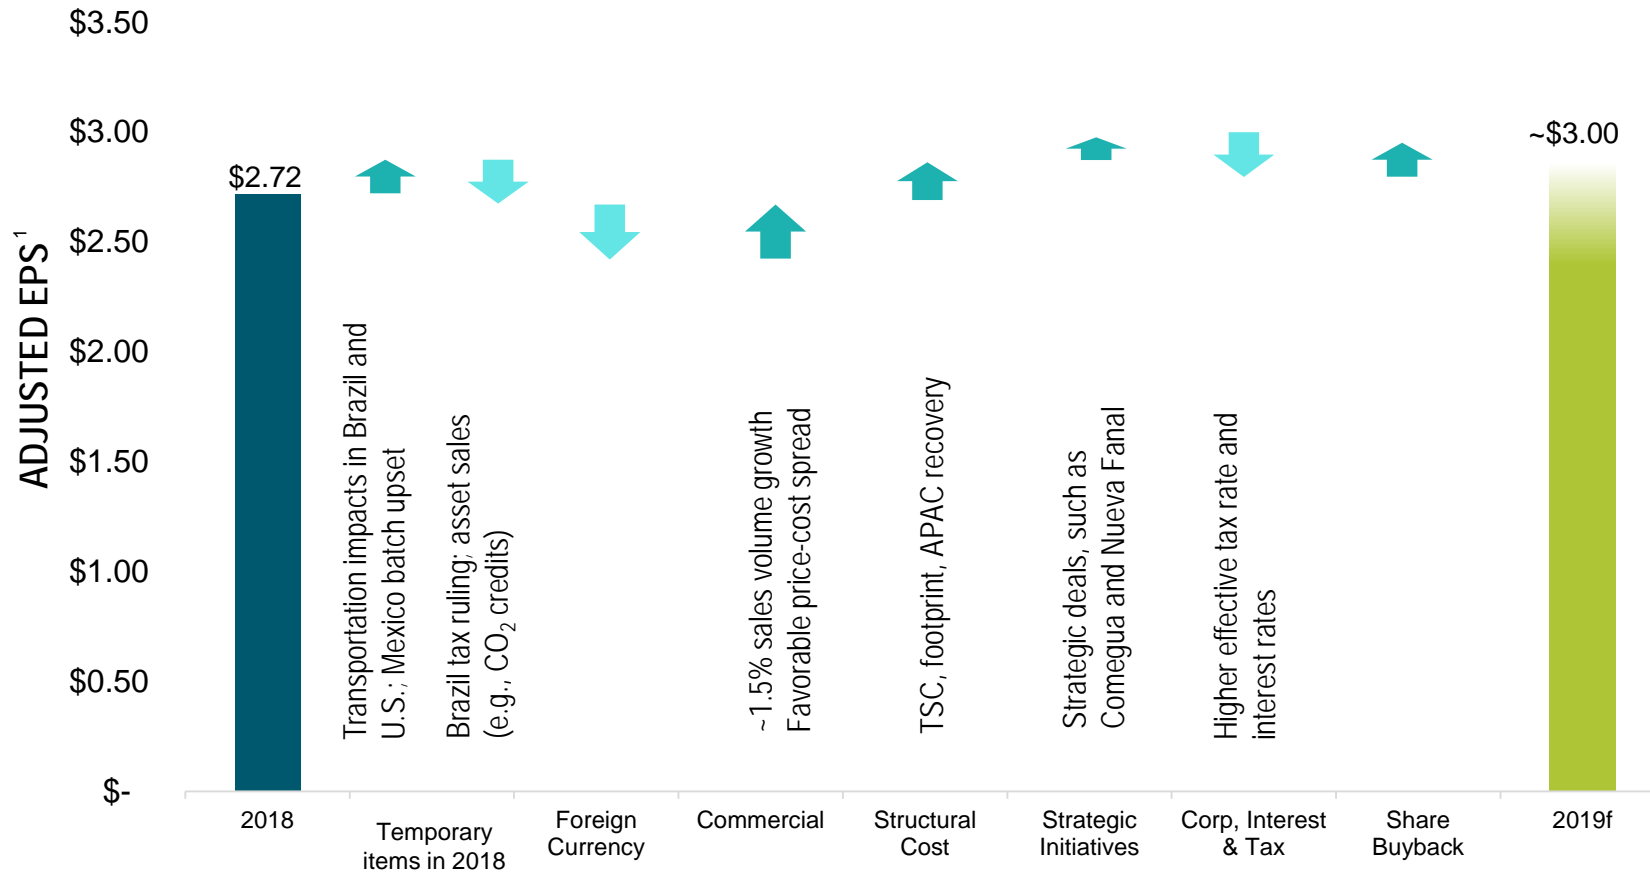 $3.50
$3.00
$2.50
$2.00
$1.50
$1.00
$0.50
$-
ADJUSTED EPS¹
$2.72
~$3.00
Transportation impacts in Brazil and
U.S.; Mexico batch upset
Brazil tax ruling; asset sales
(e.g., CO₂ credits)
~1.5% sales volume growth
Favorable price-cost spread
TSC, footprint, APAC recovery
Strategic deals, such as
Comegua and Nueva Fanal
Higher effective tax rate and
interest rates
2018
Temporary
items in 2018
Foreign
Currency
Commercial
Structural
Cost
Strategic
Initiatives
Corp, Interest
& Tax
Share
Buyback
2019f